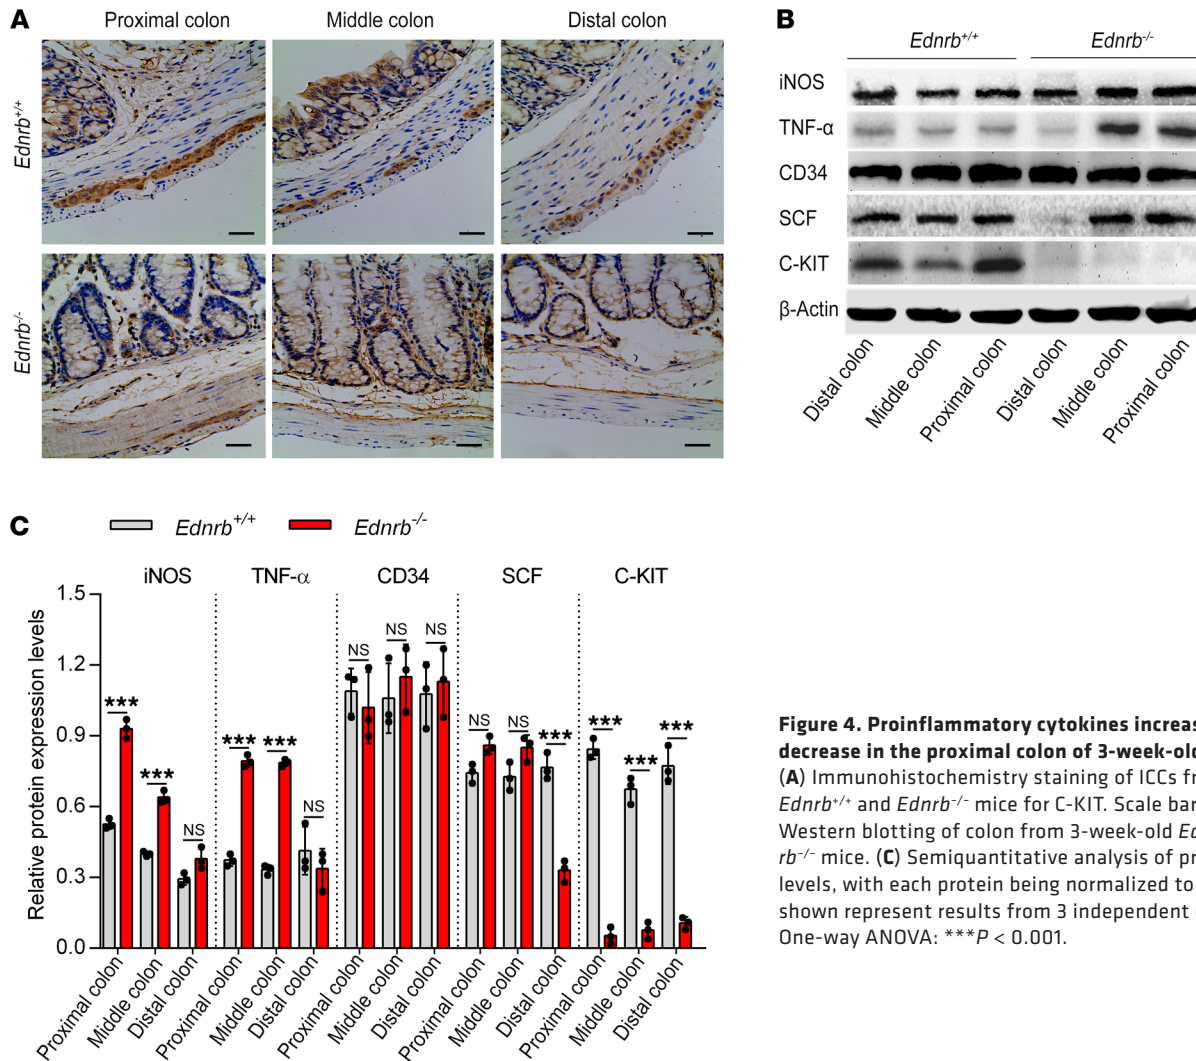 A
Proximal colon Middle colon Distal colon
Ednrb+/+
Ednrb-/-
B
Ednrb+/+ Ednrb-/-
iNOS
TNF-α
CD34
SCF
C-KIT
β-Actin
Distal colon Middle colon Proximal colon Distal colon Middle colon Proximal colon
C
Ednrb+/+ Ednrb-/-
iNOS TNF-α CD34 SCF C-KIT
Relative protein expression levels
1.5
1.2
0.9
0.6
0.3
0.0
*** *** NS
*** *** NS
NS NS NS
NS NS ***
*** *** ***
Proximal colon Middle colon Distal colon Proximal colon Middle colon Distal colon Proximal colon Middle colon Distal colon Proximal colon Middle colon Distal colon Proximal colon Middle colon Distal colon
Figure 4. Proinflammatory cytokines increas
decrease in the proximal colon of 3-week-old
(A) Immunohistochemistry staining of ICCs fr
Ednrb+/+ and Ednrb−/− mice for C-KIT. Scale bar
Western blotting of colon from 3-week-old Ed
rb−/− mice. (C) Semiquantitative analysis of pr
levels, with each protein being normalized to
shown represent results from 3 independent
One-way ANOVA: ***P < 0.001.